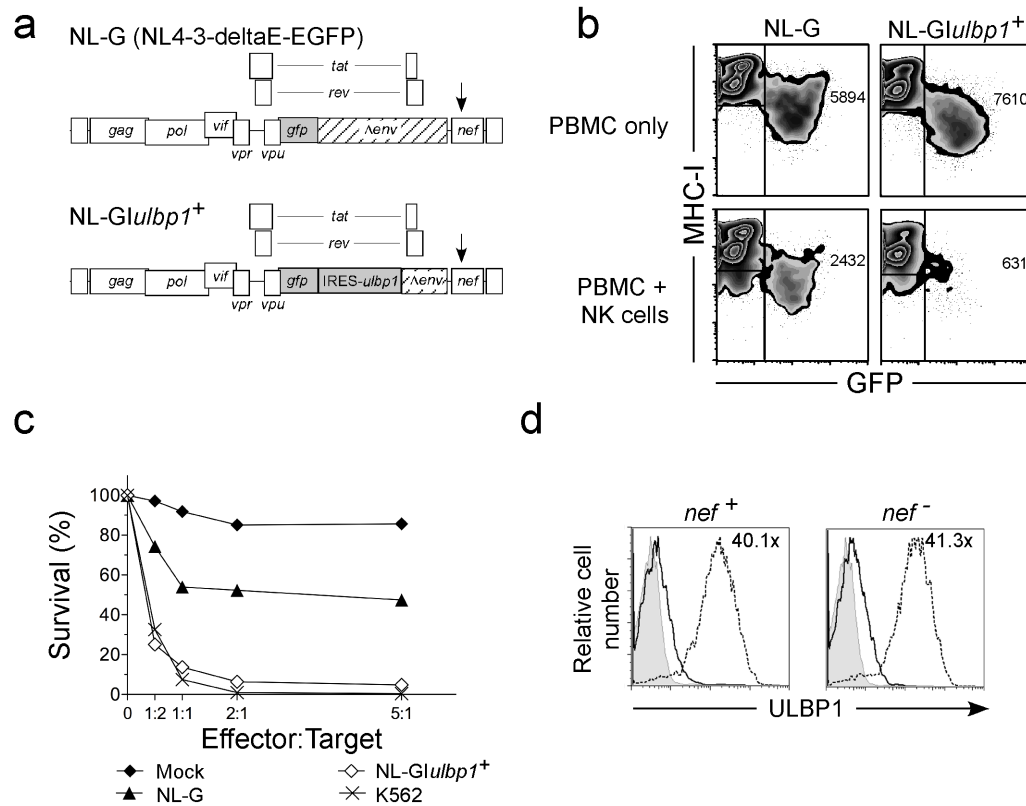 a
NL-G (NL4-3-deltaE-EGFP)
tat
rev
gag pol vif vpr vpu gfp Λenv nef
NL-GIulbp1+
tat
rev
gag pol vif vpr vpu gfp IRES-ulbp1 Λenv nef
b
NL-G NL-GIulbp1+
PBMC only
5894 7610
PBMC +
NK cells
2432 631
MHC-I
GFP
c
Survival (%)
100
80
60
40
20
0
0 1:2 1:1 2:1 5:1
Effector:Target
Mock NL-GIulbp1+
NL-G K562
d
nef + nef -
40.1x 41.3x
Relative cell
number
ULBP1